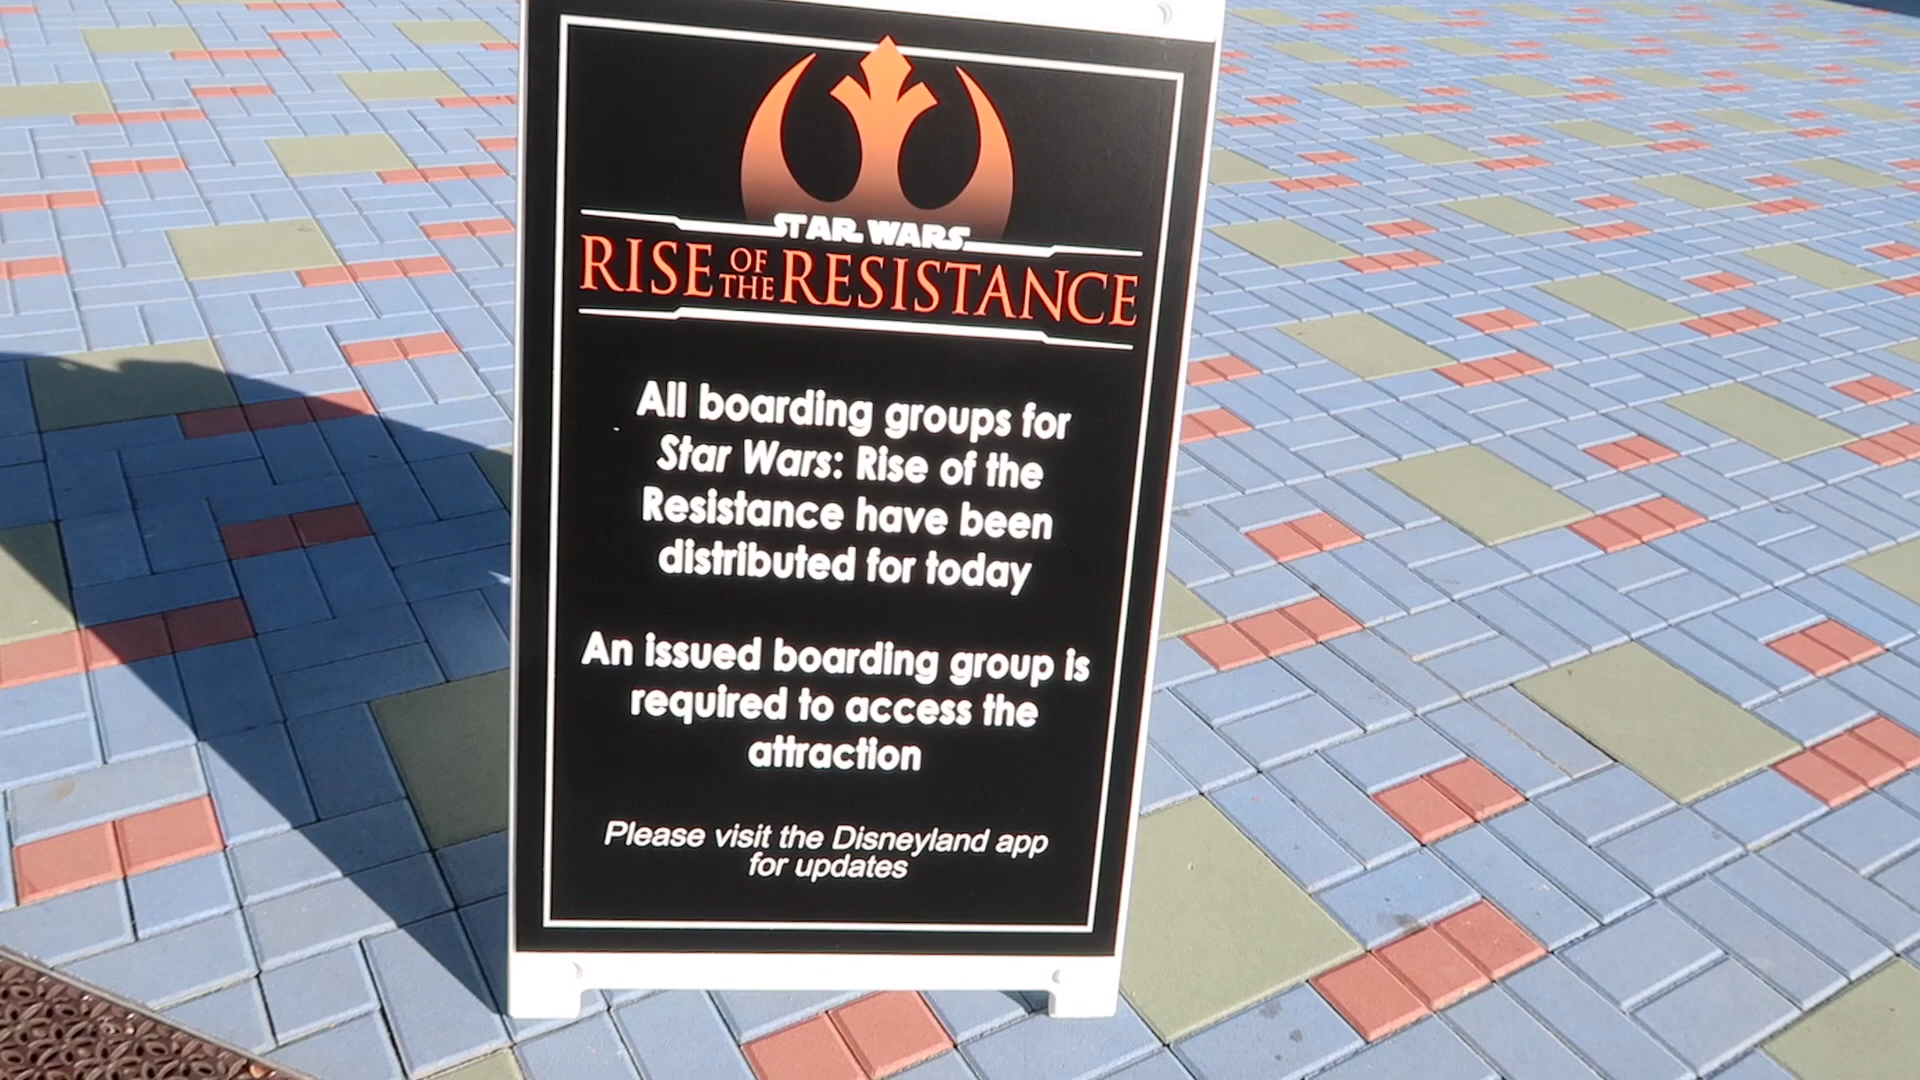 STAR WARS
RISE OF THE RESISTANCE
All boarding groups for
Star Wars: Rise of the
Resistance have been
distributed for today
An issued boarding group is
required to access the
attraction
Please visit the Disneyland app
for updates